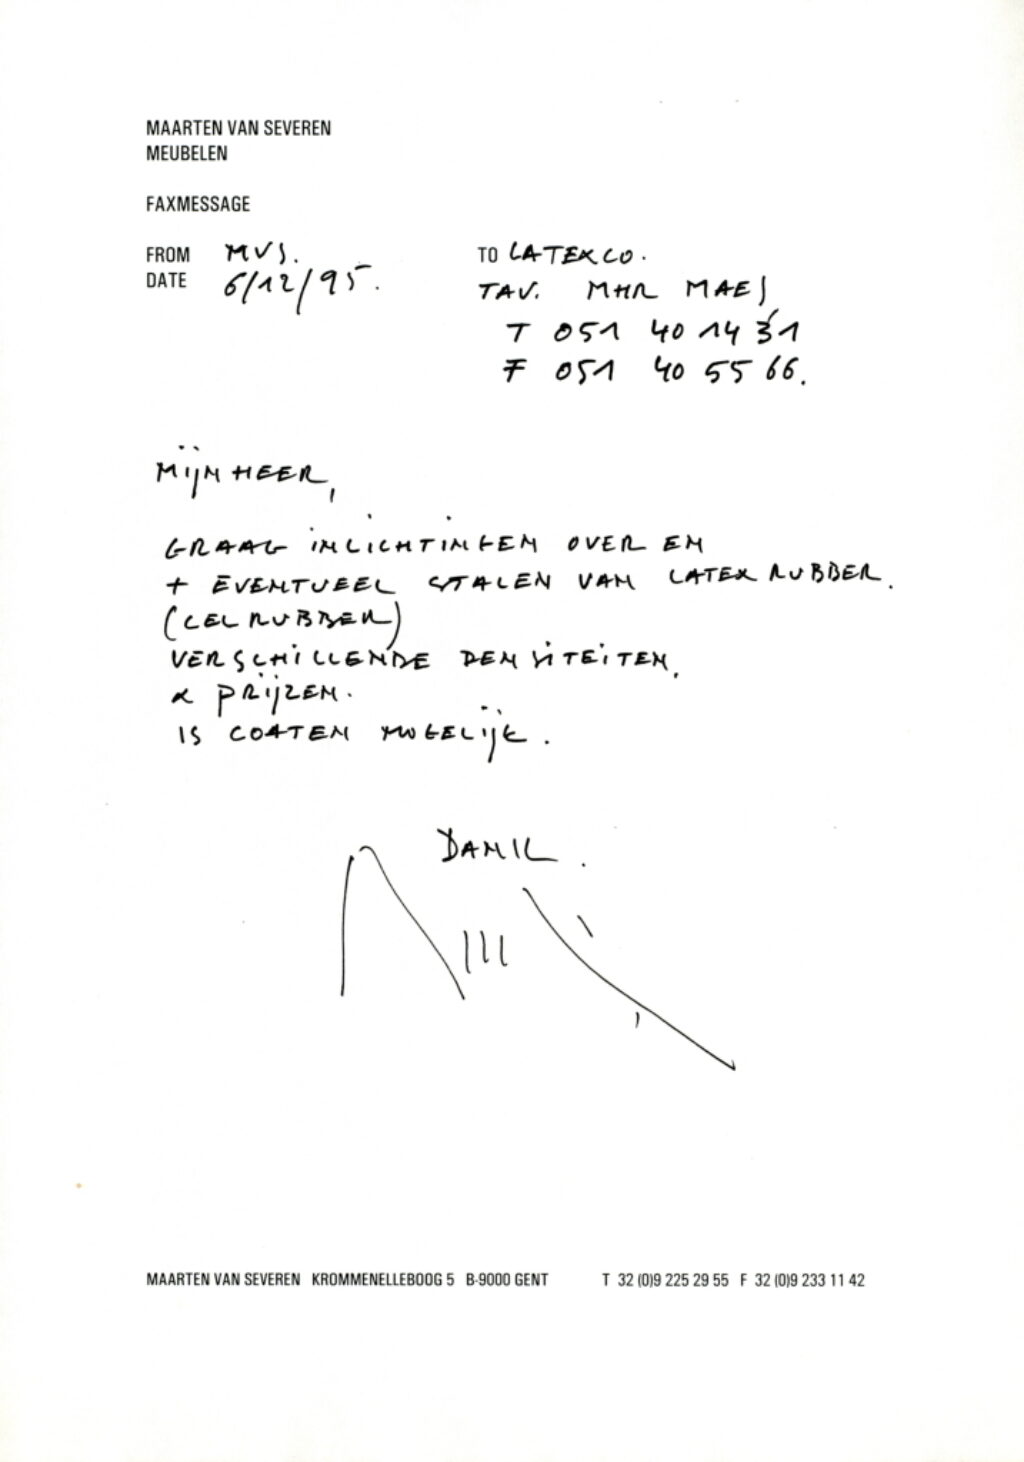 MAARTEN VAN SEVEREN
MEUBELEN
FAXMESSAGE
FROM MVS.
DATE 6/12/95.
TO LATEXCO.
TAV. MHR MAES
T 051 40 14 31
F 051 40 55 66.
MIJNHEER,
GRAAG INLICHTINGEN OVER EN
+ EVENTUEEL STALEN VAN LATEX RUBBER.
(CELRUBBER)
VERSCHILLENDE DENSITEITEN.
& PRIJZEN.
IS COATEN MOGELIJK.
DANK.
MAARTEN VAN SEVEREN KROMMENELLEBOOG 5 B-9000 GENT T 32 (0)9 225 29 55 F 32 (0)9 233 11 42